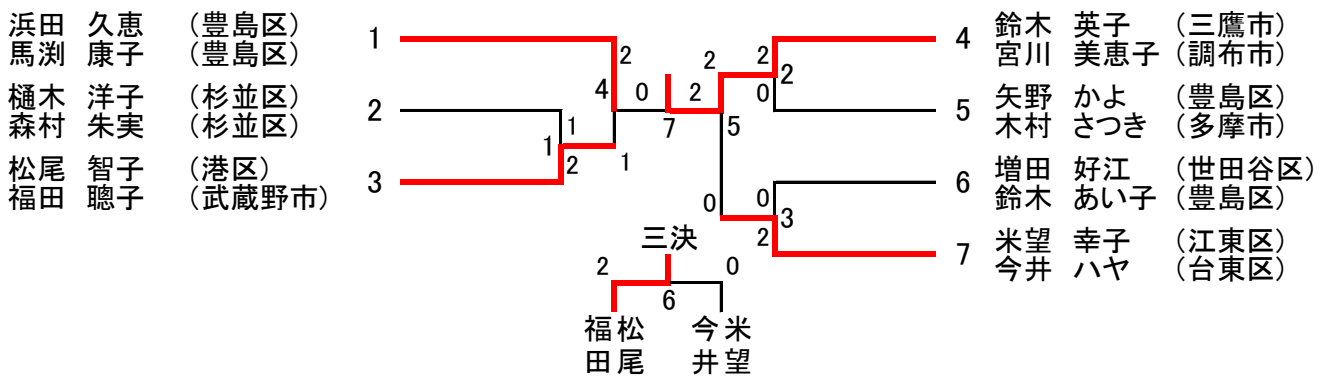 浜田 久恵 (豊島区)
馬渕 康子 (豊島区)
1
樋木 洋子 (杉並区)
森村 朱実 (杉並区)
2
松尾 智子 (港区)
福田 聰子 (武蔵野市)
3
2
4
0
1
1
2
1
2
2
7
5
0
2
2
0
0
3
2
4
鈴木 英子 (三鷹市)
宮川 美恵子 (調布市)
5
矢野 かよ (豊島区)
木村 さつき (多摩市)
6
増田 好江 (世田谷区)
鈴木 あい子 (豊島区)
7
米望 幸子 (江東区)
今井 ハヤ (台東区)
三決
2
0
6
松尾
福田
米望
今井